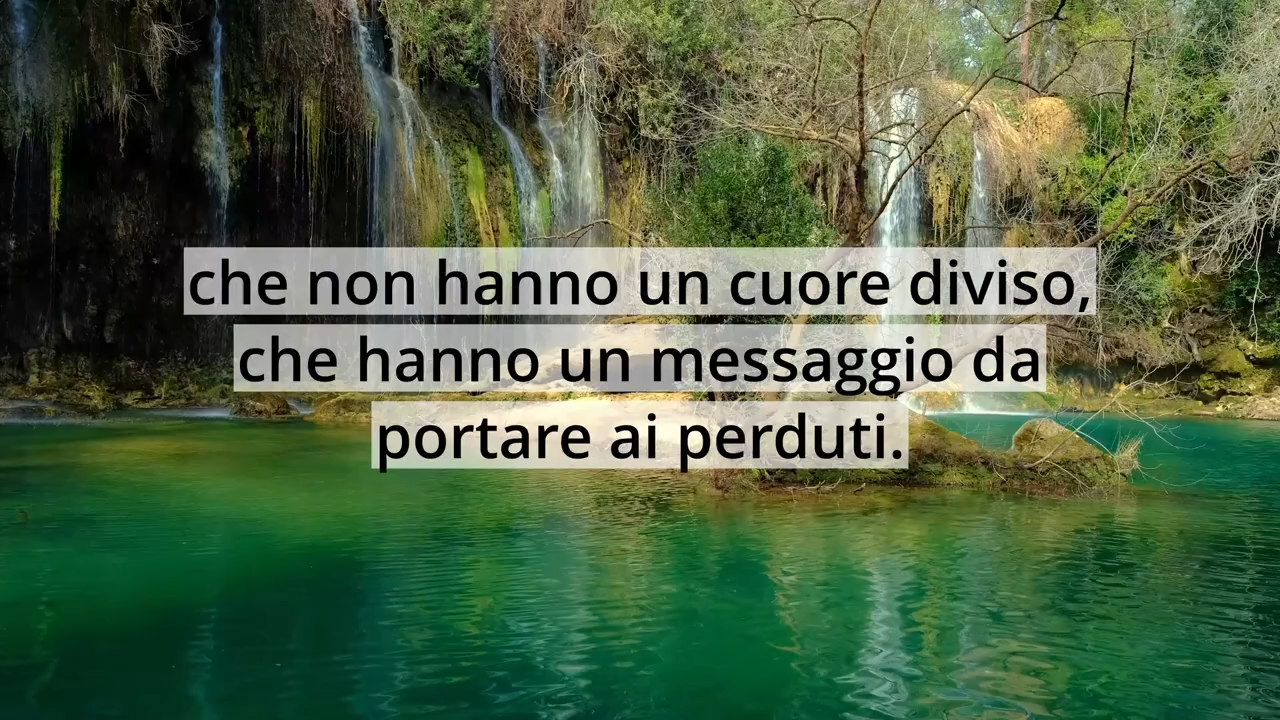 che non hanno un cuore diviso,
che hanno un messaggio da
portare ai perduti.